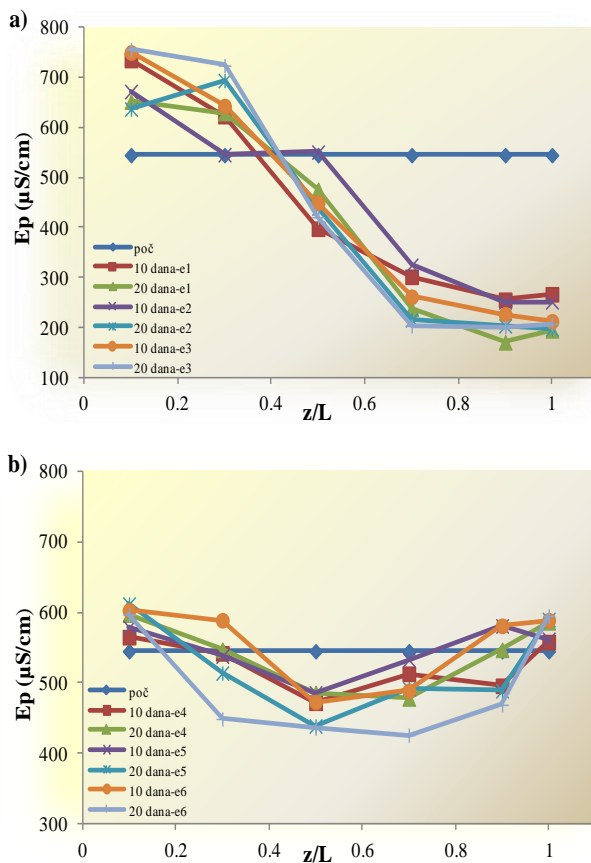 a)
800
700
600
500
400
300
200
100
Ep (µS/cm)
poč
10 dana-e1
20 dana-e1
10 dana-e2
20 dana-e2
10 dana-e3
20 dana-e3
0 0.2 0.4 0.6 0.8 1
z/L
b)
800
700
600
500
400
300
Ep (µS/cm)
poč
10 dana-e4
20 dana-e4
10 dana-e5
20 dana-e5
10 dana-e6
20 dana-e6
0 0.2 0.4 0.6 0.8 1
z/L